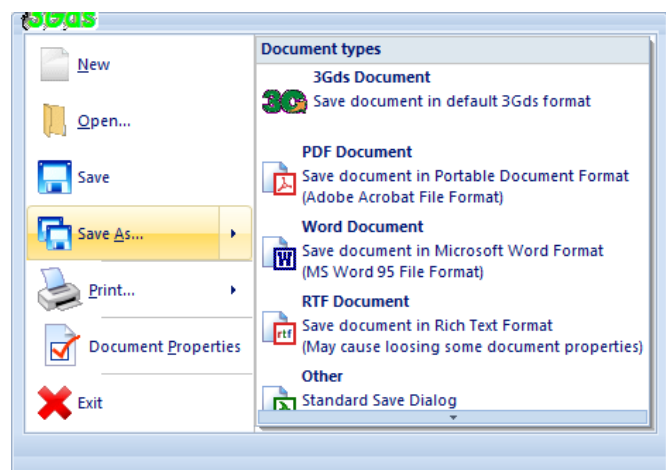 3Gds
New
Open...
Save
Save As...
Print...
Document Properties
Exit
Document types
3Gds Document
3G Save document in default 3Gds format
PDF Document
Save document in Portable Document Format
(Adobe Acrobat File Format)
Word Document
W Save document in Microsoft Word Format
(MS Word 95 File Format)
RTF Document
rtf Save document in Rich Text Format
(May cause loosing some document properties)
Other
Standard Save Dialog